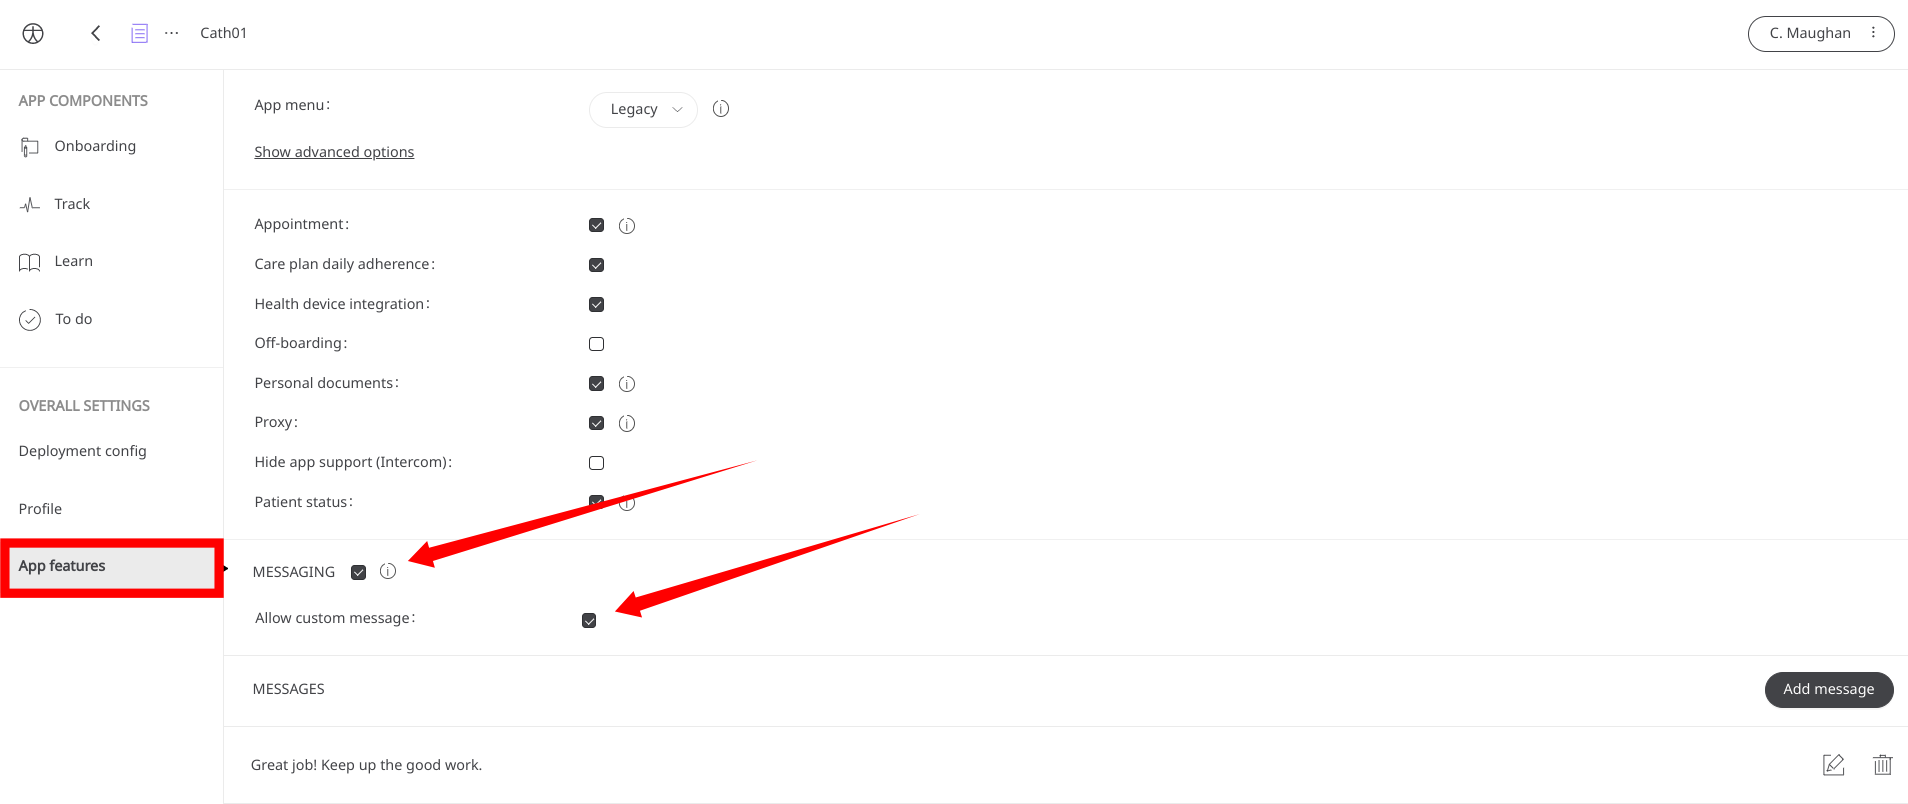 Cath01
C. Maughan
APP COMPONENTS
Onboarding
Track
Learn
To do
OVERALL SETTINGS
Deployment config
Profile
App features
App menu:
Legacy
Show advanced options
Appointment:
Care plan daily adherence:
Health device integration:
Off-boarding:
Personal documents:
Proxy:
Hide app support (Intercom):
Patient status:
MESSAGING
Allow custom message:
MESSAGES
Add message
Great job! Keep up the good work.